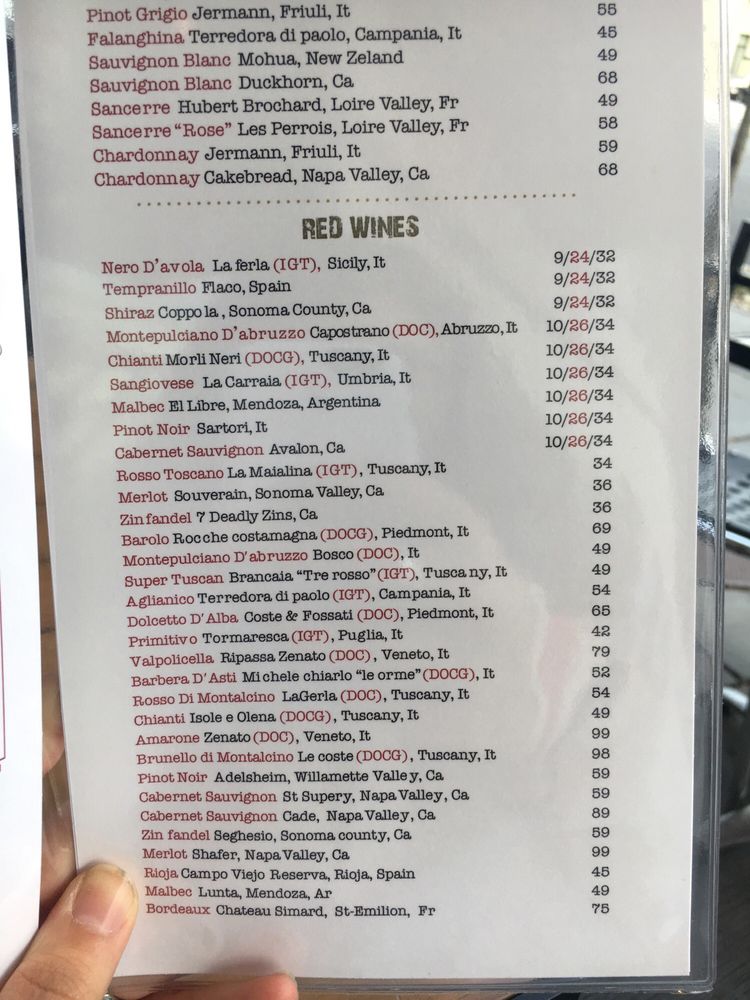 Pinot Grigio Jermann, Friuli, It 55
Falanghina Terredora di paolo, Campania, It 45
Sauvignon Blanc Mohua, New Zeland 49
Sauvignon Blanc Duckhorn, Ca 68
Sancerre Hubert Brochard, Loire Valley, Fr 49
Sancerre "Rose" Les Perrois, Loire Valley, Fr 58
Chardonnay Jermann, Friuli, It 59
Chardonnay Cakebread, Napa Valley, Ca 68
RED WINES
Nero D'avola La ferla (IGT), Sicily, It 9/24/32
Tempranillo Flaco, Spain 9/24/32
Shiraz Coppola, Sonoma County, Ca 9/24/32
Montepulciano D'abruzzo Capostrano (DOC), Abruzzo, It 10/26/34
Chianti Morli Neri (DOCG), Tuscany, It 10/26/34
Sangiovese La Carraia (IGT), Umbria, It 10/26/34
Malbec El Libre, Mendoza, Argentina 10/26/34
Pinot Noir Sartori, It 10/26/34
Cabernet Sauvignon Avalon, Ca 10/26/34
Rosso Toscano La Maialina (IGT), Tuscany, It 34
Merlot Souverain, Sonoma Valley, Ca 36
Zinfandel 7 Deadly Zins, Ca 36
Barolo Rocche costamagna (DOCG), Piedmont, It 69
Montepulciano D'abruzzo Bosco (DOC), It 49
Super Tuscan Brancaia "Tre rosso" (IGT), Tuscany, It 49
Aglianico Terredora di paolo (IGT), Campania, It 54
Dolcetto D'Alba Coste & Fossati (DOC), Piedmont, It 65
Primitivo Tormaresca (IGT), Puglia, It 42
Valpolicella Ripassa Zenato (DOC), Veneto, It 79
Barbera D'Asti Michele chiarlo "le orme" (DOCG), It 52
Rosso Di Montalcino LaGerla (DOC), Tuscany, It 54
Chianti Isole e Olena (DOCG), Tuscany, It 49
Amarone Zenato (DOC), Veneto, It 99
Brunello di Montalcino Le coste (DOCG), Tuscany, It 98
Pinot Noir Adelsheim, Willamette Valley, Ca 59
Cabernet Sauvignon St Supery, Napa Valley, Ca 59
Cabernet Sauvignon Cade, Napa Valley, Ca 89
Zinfandel Seghesio, Sonoma county, Ca 59
Merlot Shafer, Napa Valley, Ca 99
Rioja Campo Viejo Reserva, Rioja, Spain 45
Malbec Lunta, Mendoza, Ar 49
Bordeaux Chateau Simard, St-Emilion, Fr 75